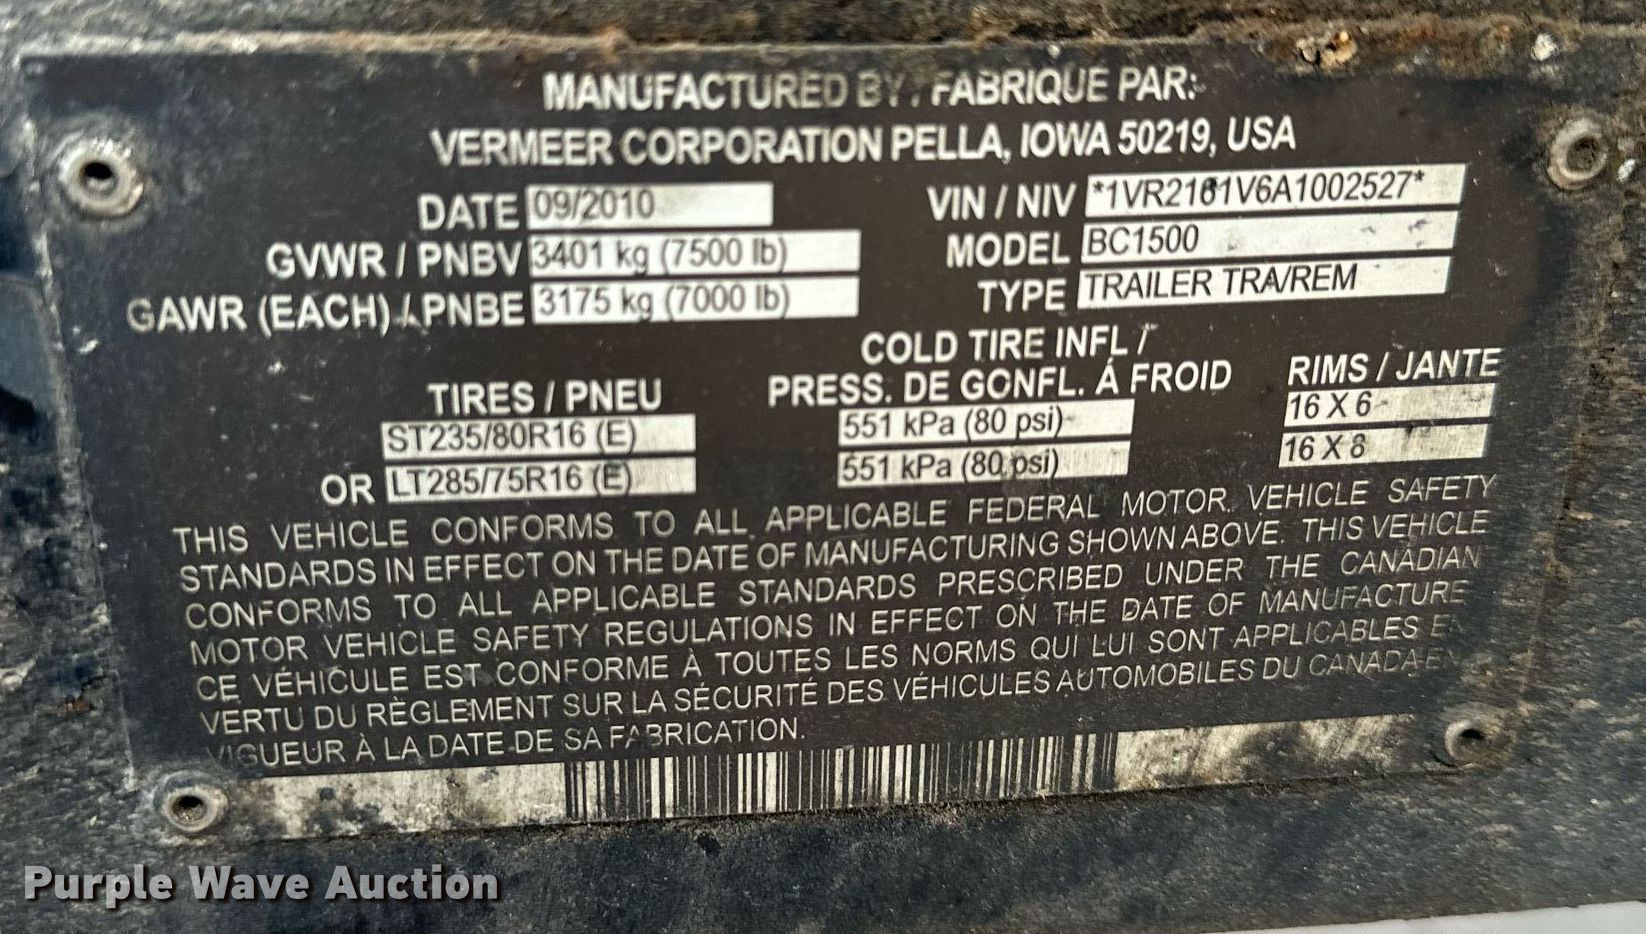 MANUFACTURED BY / FABRIQUE PAR:
VERMEER CORPORATION PELLA, IOWA 50219, USA
DATE 09/2010
VIN / NIV *1VR2161V6A1002527*
GVWR / PNBV 3401 kg (7500 lb)
MODEL BC1500
GAWR (EACH) / PNBE 3175 kg (7000 lb)
TYPE TRAILER TRA/REM
TIRES / PNEU
COLD TIRE INFL /
PRESS. DE GONFL. Á FROID
RIMS / JANTE
ST235/80R16 (E) 551 kPa (80 psi) 16 X 6
OR LT285/75R16 (E) 551 kPa (80 psi) 16 X 8
THIS VEHICLE CONFORMS TO ALL APPLICABLE FEDERAL MOTOR VEHICLE SAFETY
STANDARDS IN EFFECT ON THE DATE OF MANUFACTURING SHOWN ABOVE. THIS VEHICLE
CONFORMS TO ALL APPLICABLE STANDARDS PRESCRIBED UNDER THE CANADIAN
MOTOR VEHICLE SAFETY REGULATIONS IN EFFECT ON THE DATE OF MANUFACTURE
CE VÉHICULE EST CONFORME À TOUTES LES NORMS QUI LUI SONT APPLICABLES EN
VERTU DU RÈGLEMENT SUR LA SÉCURITÉ DES VÉHICULES AUTOMOBILES DU CANADA EN
VIGUEUR À LA DATE DE SA FABRICATION.
Purple Wave Auction